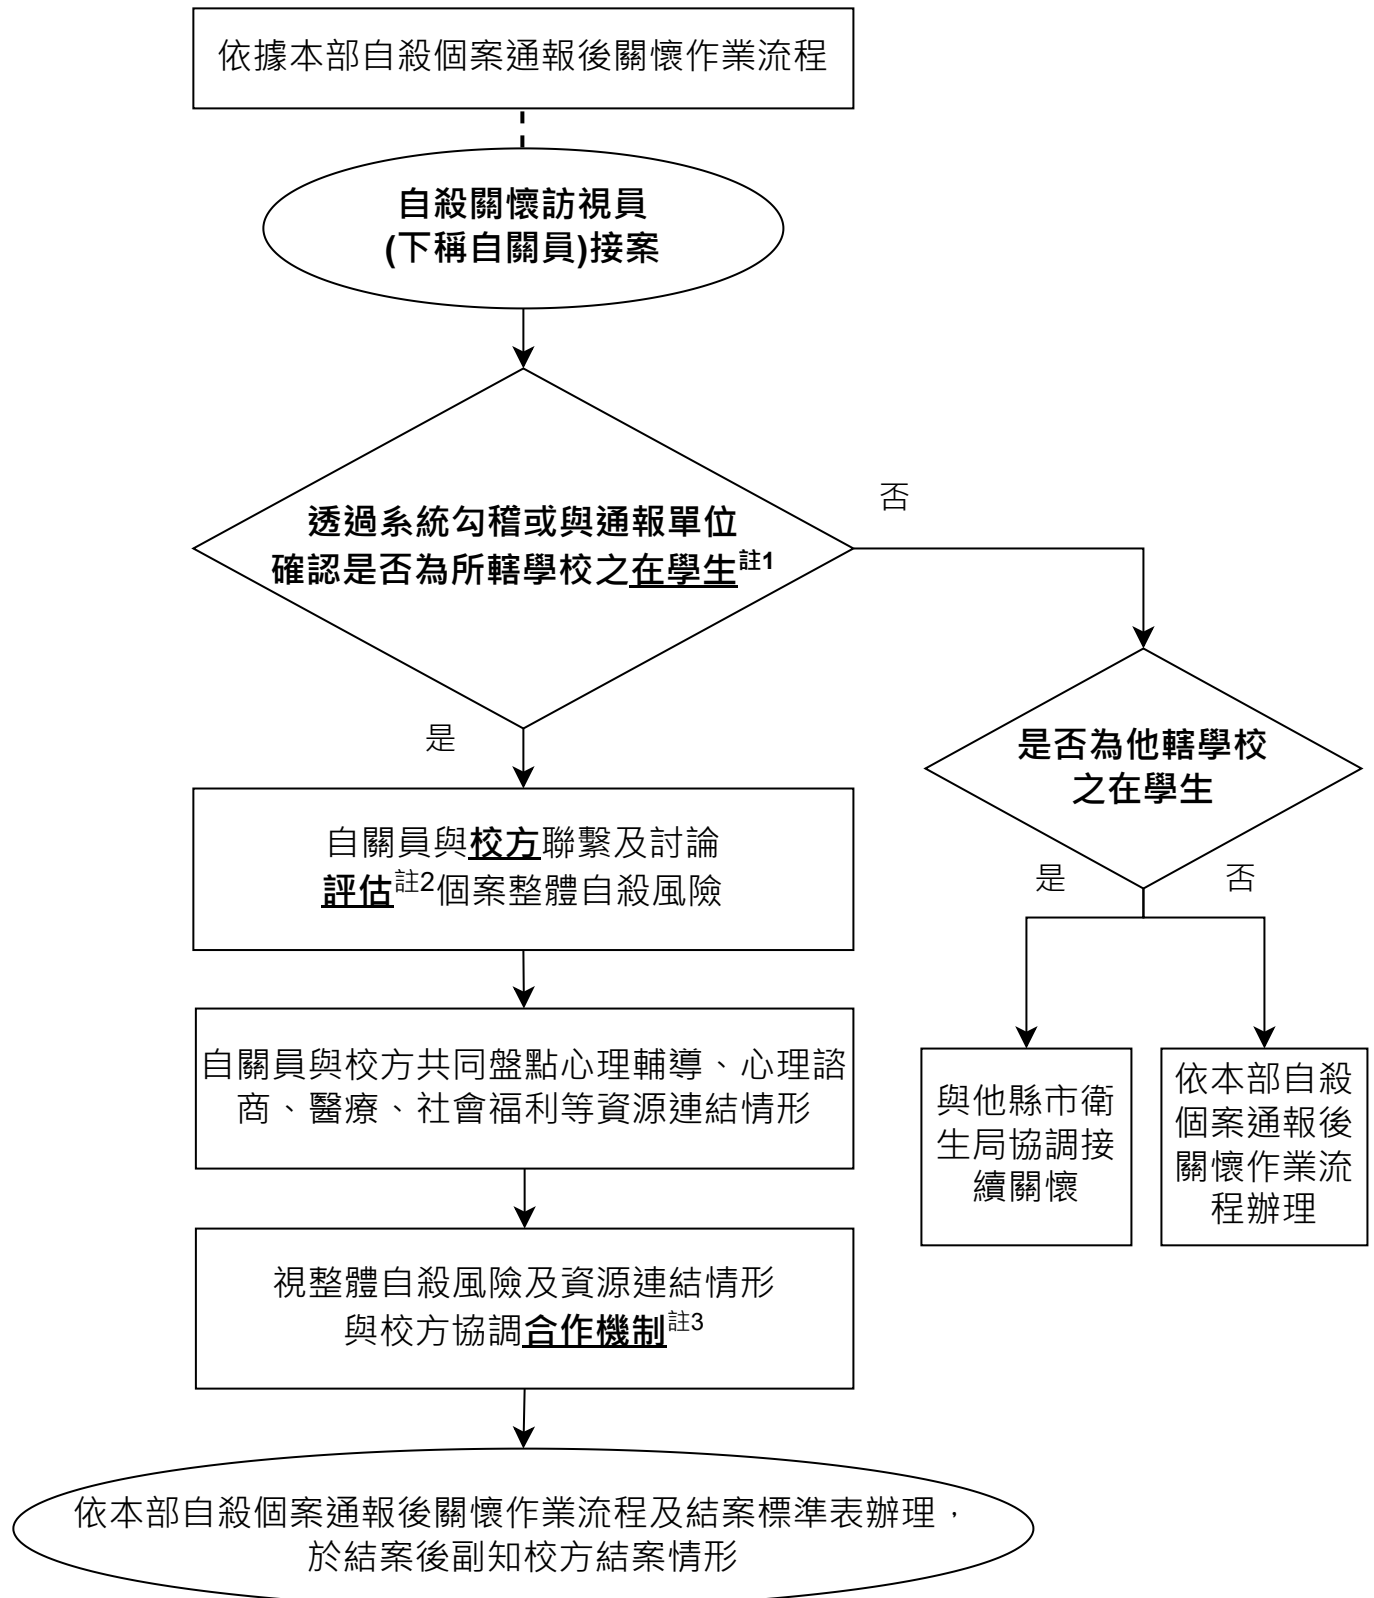 依據本部自殺個案通報後關懷作業流程
自殺關懷訪視員
(下稱自關員)接案
透過系統勾稽或與通報單位
確認是否為所轄學校之在學生註1
否
是
是否為他轄學校
之在學生
是
否
自關員與校方聯繫及討論
評估註2個案整體自殺風險
自關員與校方共同盤點心理輔導、心理諮
商、醫療、社會福利等資源連結情形
與他縣市衛
生局協調接
續關懷
依本部自殺
個案通報後
關懷作業流
程辦理
視整體自殺風險及資源連結情形
與校方協調合作機制註3
依本部自殺個案通報後關懷作業流程及結案標準表辦理，
於結案後副知校方結案情形